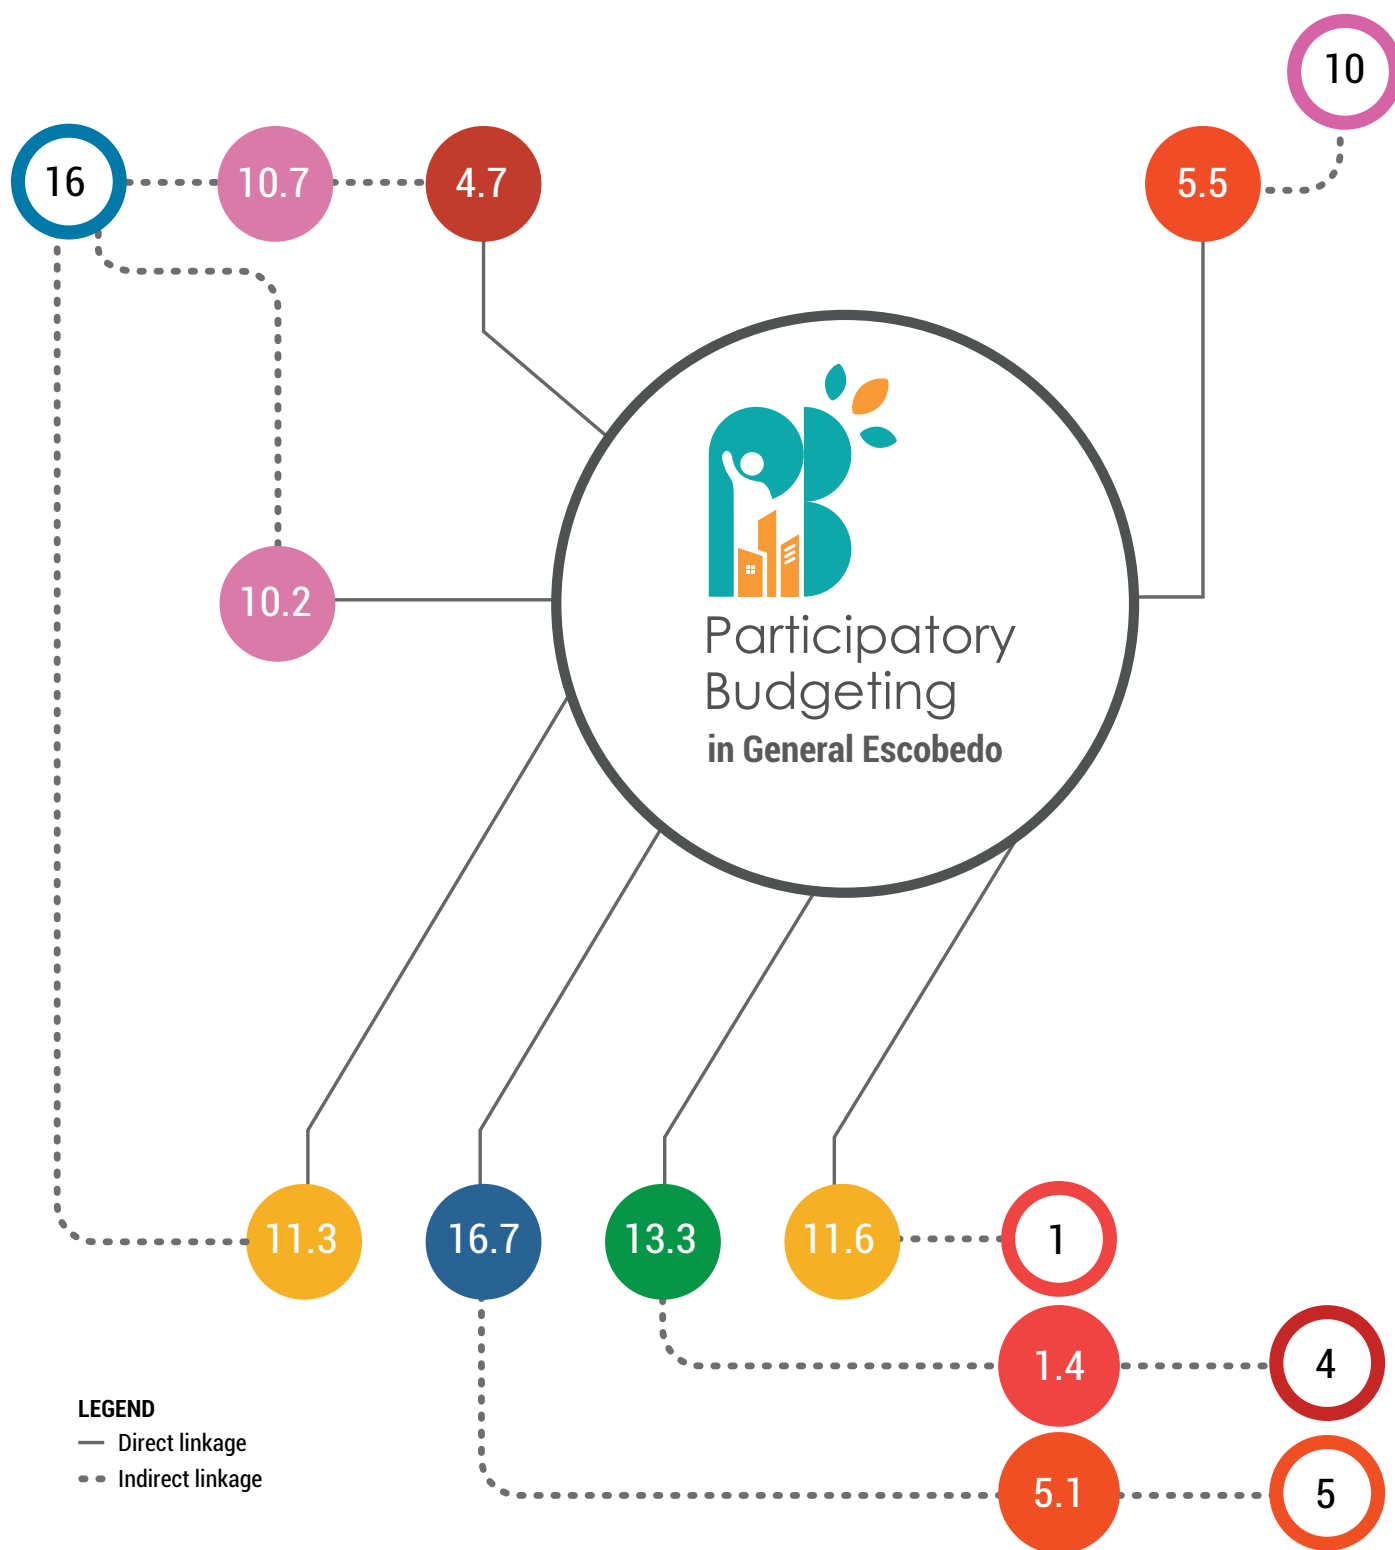 10
16
10.7
4.7
5.5
Participatory
Budgeting
in General Escobedo
10.2
11.3
16.7
13.3
11.6
1
1.4
4
5.1
5
LEGEND
Direct linkage
Indirect linkage